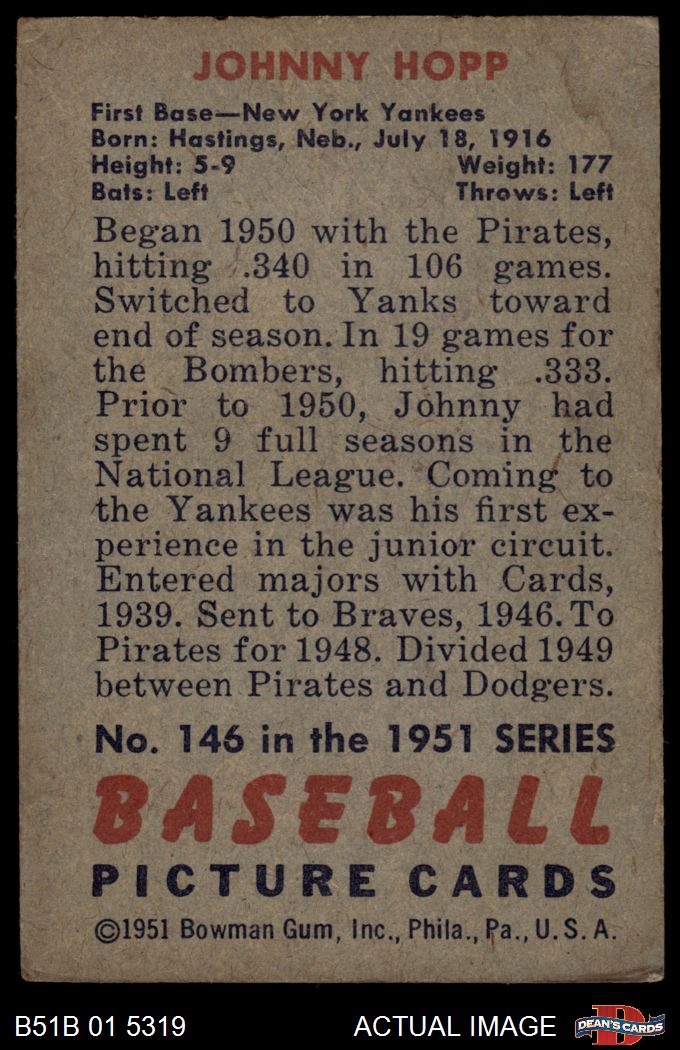 JOHNNY HOPP
First Base—New York Yankees
Born: Hastings, Neb., July 18, 1916
Height: 5-9 Weight: 177
Bats: Left Throws: Left
Began 1950 with the Pirates,
hitting .340 in 106 games.
Switched to Yanks toward
end of season. In 19 games for
the Bombers, hitting .333.
Prior to 1950, Johnny had
spent 9 full seasons in the
National League. Coming to
the Yankees was his first ex-
perience in the junior circuit.
Entered majors with Cards,
1939. Sent to Braves, 1946. To
Pirates for 1948. Divided 1949
between Pirates and Dodgers.
No. 146 in the 1951 SERIES
BASEBALL
PICTURE CARDS
©1951 Bowman Gum, Inc., Phila., Pa., U. S. A.
B51B 01 5319 ACTUAL IMAGE D DEAN'S CARDS